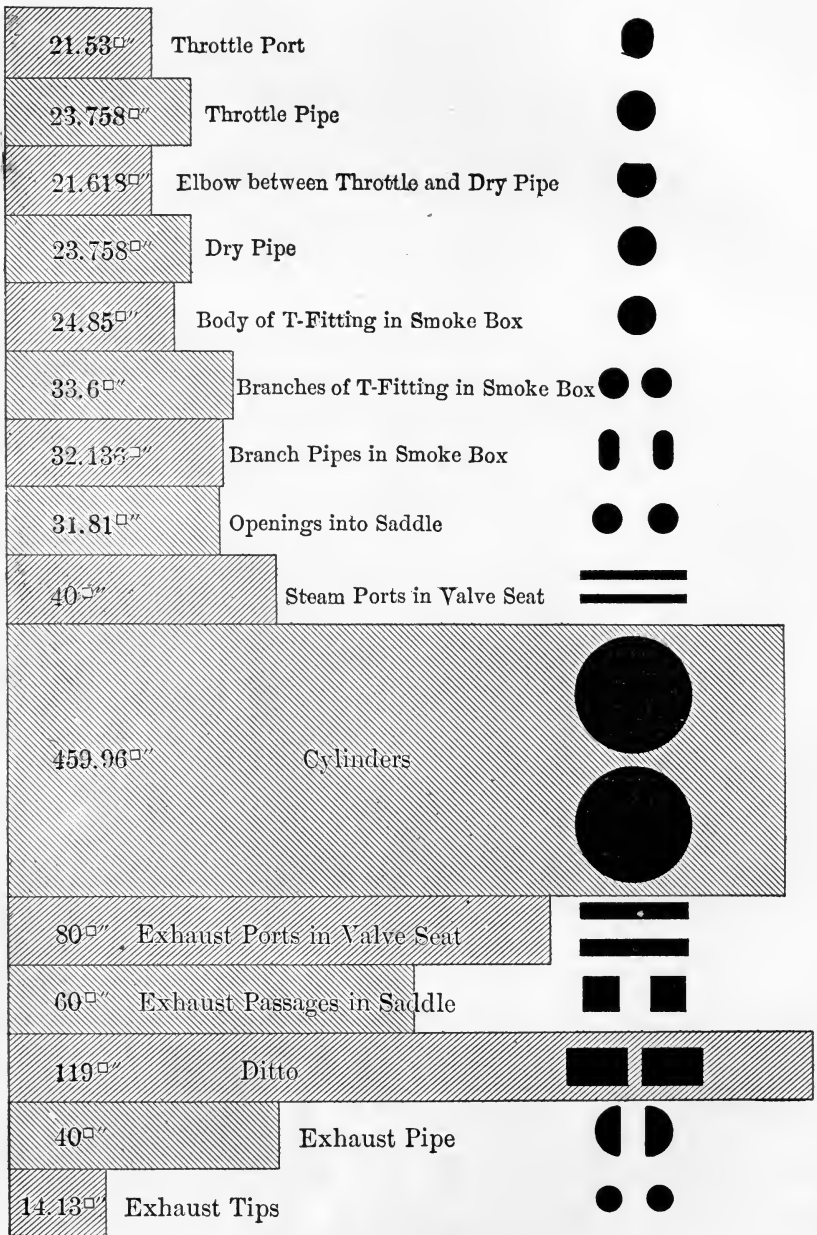 21.53□″ Throttle Port
23.758□″ Throttle Pipe
21.618□″ Elbow between Throttle and Dry Pipe
23.758□″ Dry Pipe
24.85□″ Body of T-Fitting in Smoke Box
33.6□″ Branches of T-Fitting in Smoke Box
32.136□″ Branch Pipes in Smoke Box
31.81□″ Openings into Saddle
40□″ Steam Ports in Valve Seat
459.96□″ Cylinders
80□″ Exhaust Ports in Valve Seat
60□″ Exhaust Passages in Saddle
119□″ Ditto
40□″ Exhaust Pipe
14.13□″ Exhaust Tips